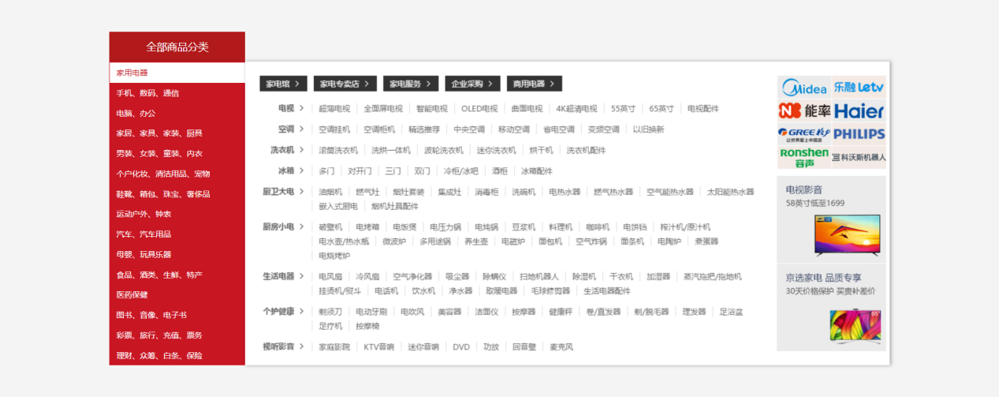 全部商品分类
家用电器
手机、数码、通信
电脑、办公
家居、家具、家装、厨具
男装、女装、童装、内衣
个户化妆、清洁用品、宠物
鞋靴、箱包、珠宝、奢侈品
运动户外、钟表
汽车、汽车用品
母婴、玩具乐器
食品、酒类、生鲜、特产
医药保健
图书、音像、电子书
彩票、旅行、充值、票务
理财、众筹、白条、保险
家电馆 > 家电专卖店 > 家电服务 > 企业采购 > 商用电器 >
电视 > 超薄电视 全面屏电视 智能电视 OLED电视 曲面电视 4K超清电视 55英寸 65英寸 电视配件
空调 > 空调挂机 空调柜机 精选推荐 中央空调 移动空调 省电空调 变频空调 以旧换新
洗衣机 > 滚筒洗衣机 洗烘一体机 波轮洗衣机 迷你洗衣机 烘干机 洗衣机配件
冰箱 > 多门 对开门 三门 双门 冷柜/冰吧 酒柜 冰箱配件
厨卫大电 > 油烟机 燃气灶 烟灶套装 集成灶 消毒柜 洗碗机 电热水器 燃气热水器 空气能热水器 太阳能热水器
嵌入式厨电 烟机灶具配件
厨房小电 > 破壁机 电烤箱 电饭煲 电压力锅 电炖锅 豆浆机 料理机 咖啡机 电饼铛 榨汁机/原汁机
电水壶/热水瓶 微波炉 多用途锅 养生壶 电磁炉 面包机 空气炸锅 面条机 电陶炉 煮蛋器
电烧烤炉
生活电器 > 电风扇 冷风扇 空气净化器 吸尘器 除螨仪 扫地机器人 除湿机 干衣机 加湿器 蒸汽拖把/拖地机
挂烫机/熨斗 电话机 饮水机 净水器 取暖电器 毛球修剪器 生活电器配件
个护健康 > 剃须刀 电动牙刷 电吹风 美容器 洁面仪 按摩器 健康秤 卷/直发器 剃/脱毛器 理发器 足浴盆
足疗机 按摩椅
视听影音 > 家庭影院 KTV音响 迷你音响 DVD 功放 回音壁 麦克风
Midea 乐融 Letv
能率 Haier
GREE 格力 PHILIPS
让世界爱上中国造
Ronshen
容声 科沃斯机器人
电视影音
58英寸低至1699
京选家电 品质专享
30天价格保护 买贵补差价
65"